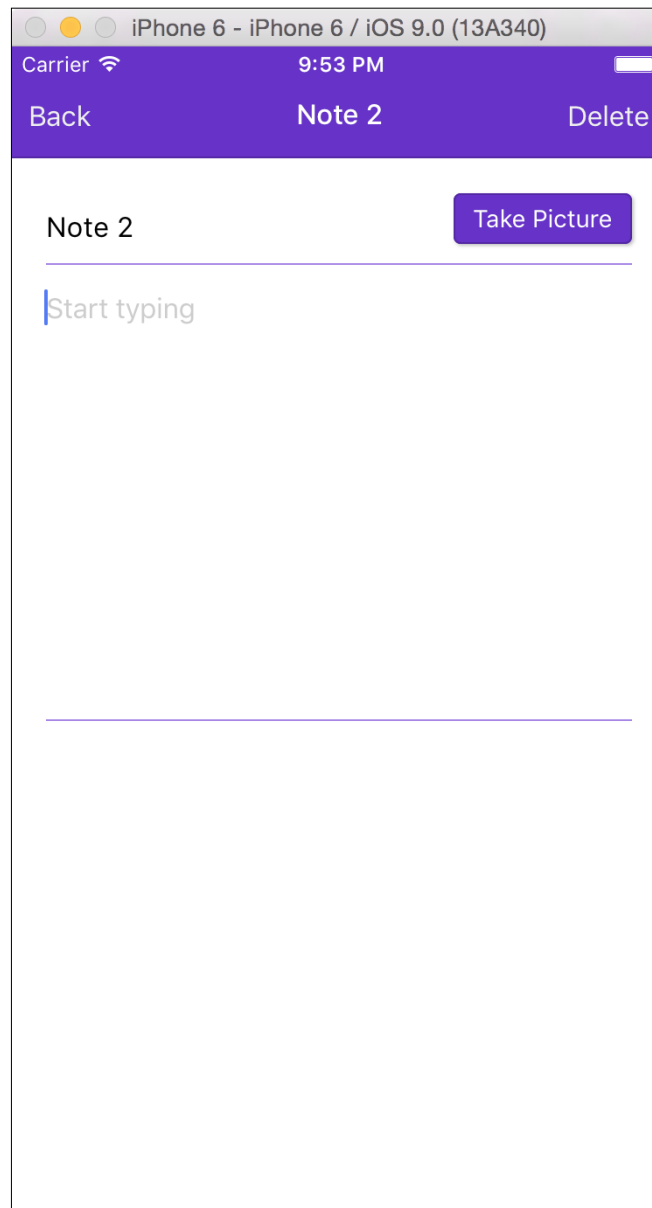 iPhone 6 - iPhone 6 / iOS 9.0 (13A340)
Carrier 9:53 PM
Back Note 2 Delete
Note 2 Take Picture
Start typing